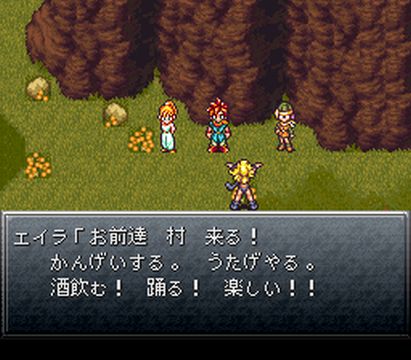 エイラ「お前達　村　来る！
かんげいする。　うたげやる。
酒飲む！　踊る！　楽しい！！